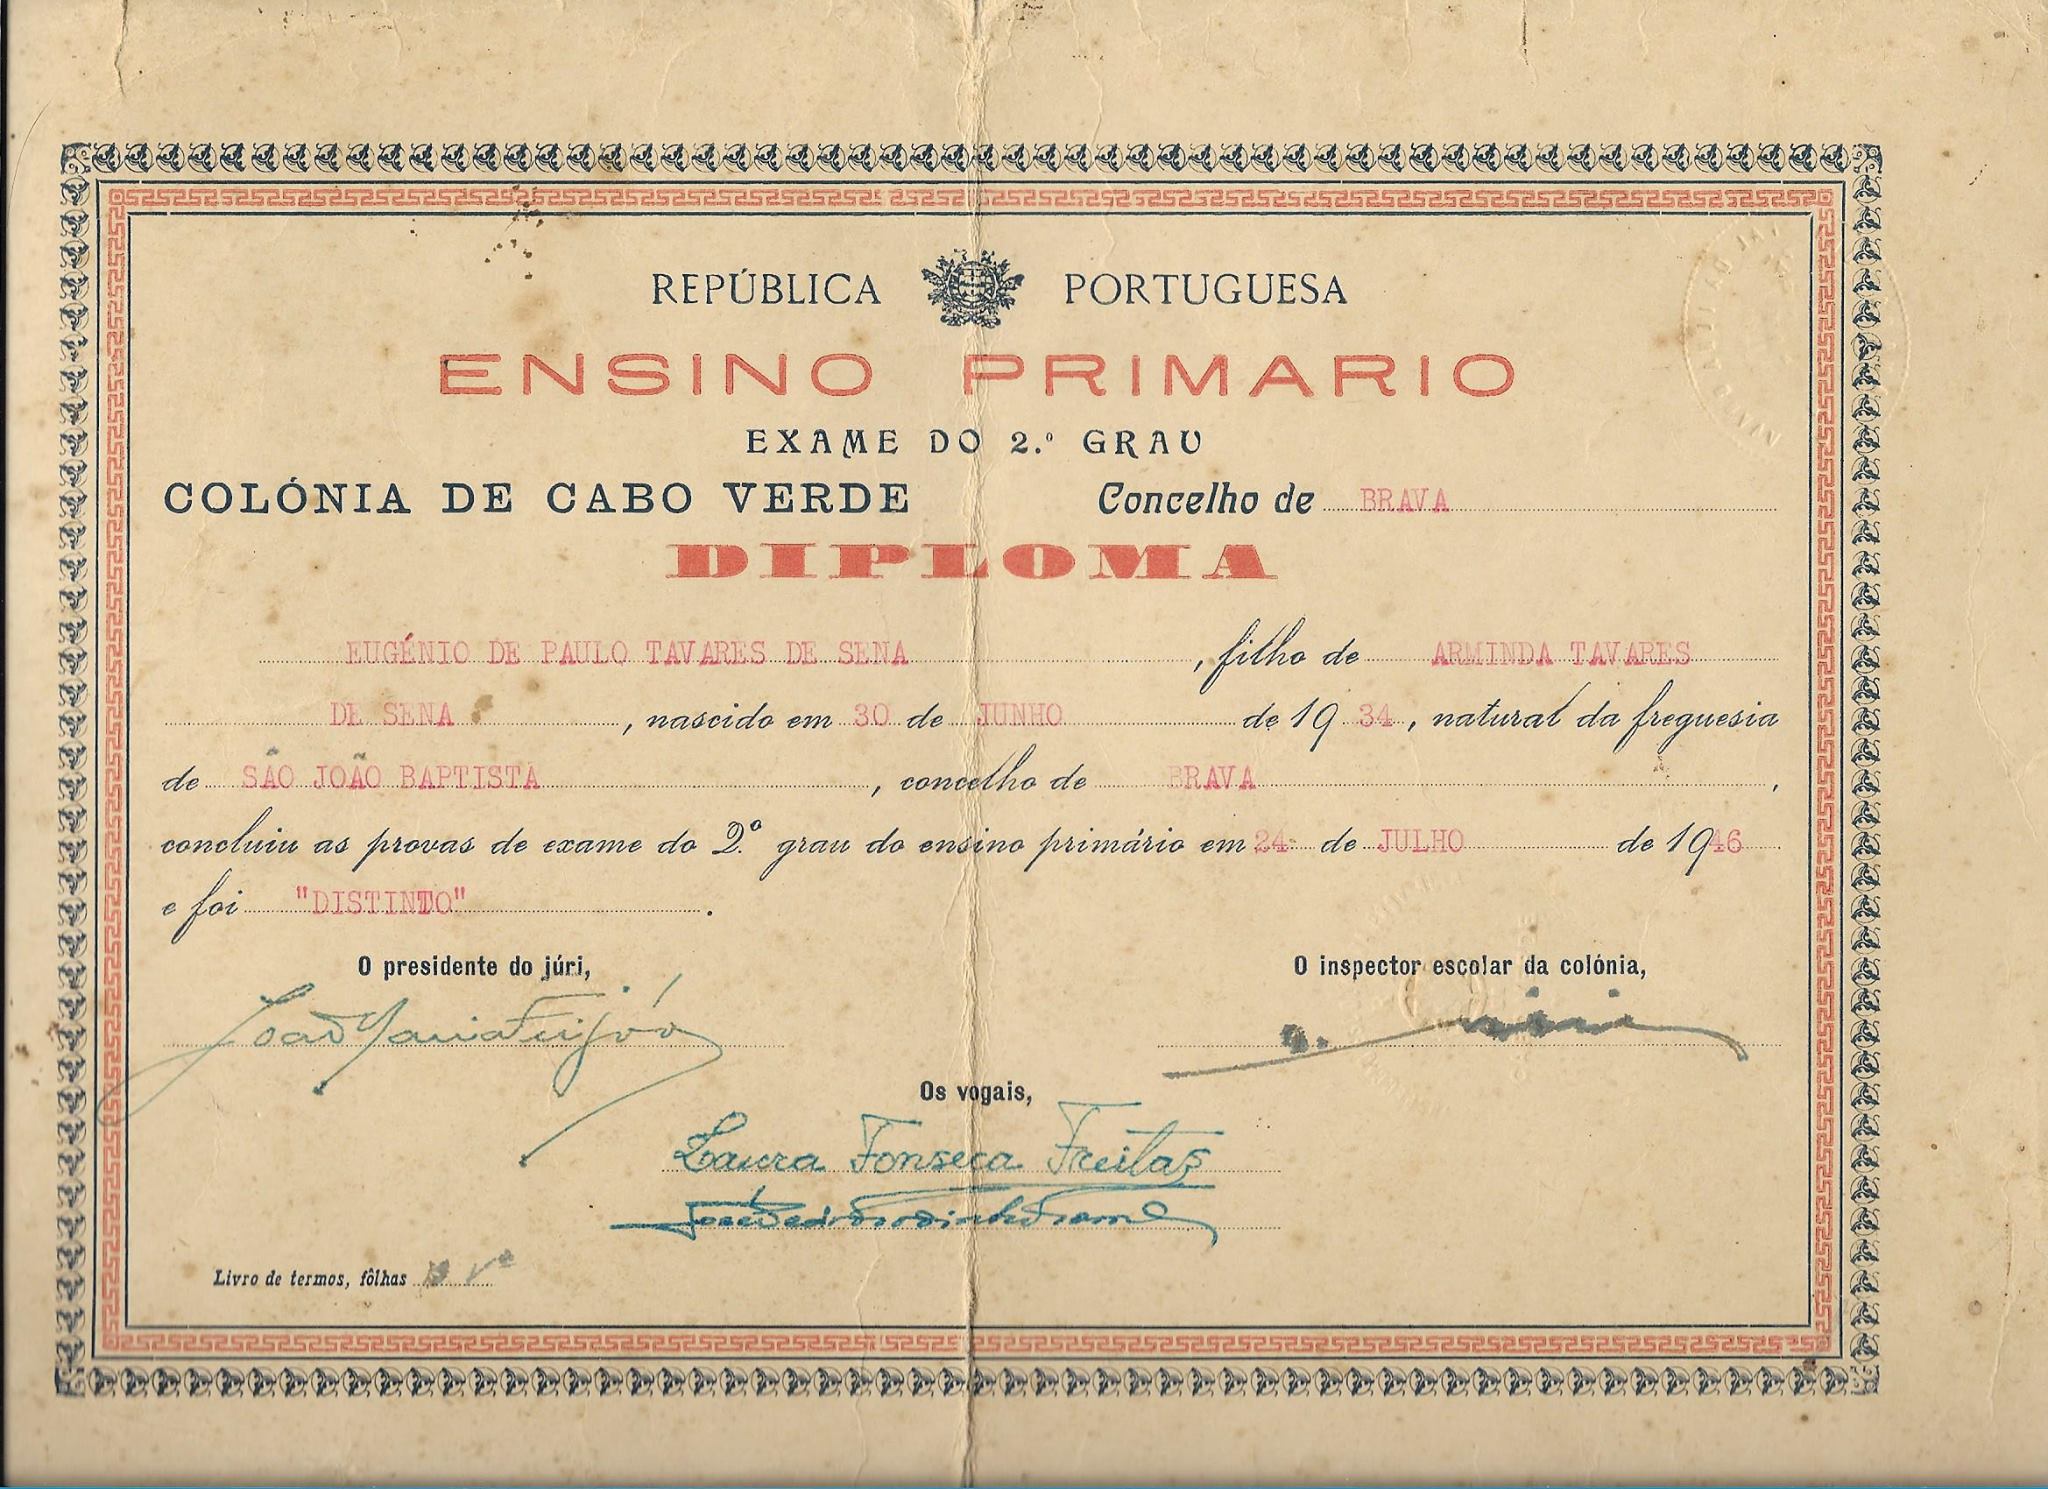 REPÚBLICA PORTUGUESA
ENSINO PRIMARIO
EXAME DO 2.º GRAU
COLÓNIA DE CABO VERDE Concelho de BRAVA
DIPLOMA
EUGÉNIO DE PAULO TAVARES DE SENA, filho de ARMINDA TAVARES
DE SENA, nascido em 30 de JUNHO de 1934, natural da freguesia
de SÃO JOÃO BAPTISTA, concelho de BRAVA,
concluiu as provas de exame do 2.º grau do ensino primário em 24 de JULHO de 1946
e foi "DISTINTO".
O presidente do júri, O inspector escolar da colónia,
João Maria Feijóo
Os vogais,
Laura Fonseca Freitas
Livro de termos, fôlhas